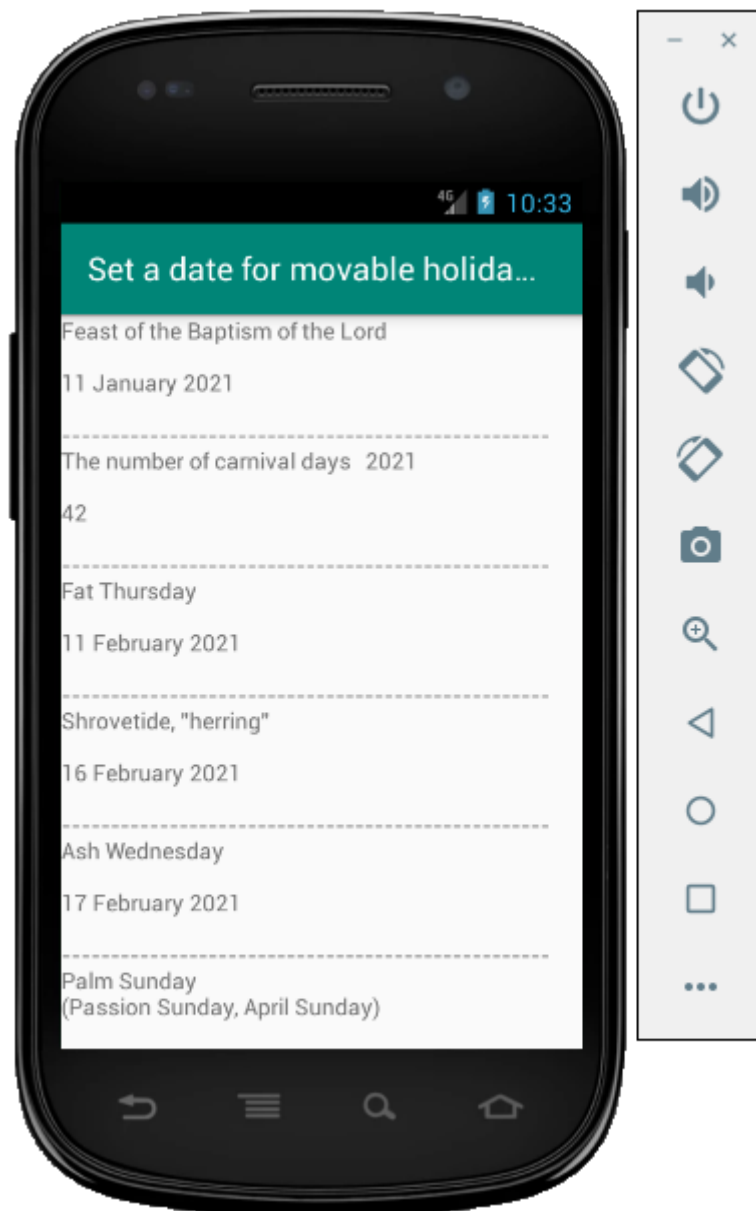 4G 10:33
Set a date for movable holida...
Feast of the Baptism of the Lord
11 January 2021
--------------------------------------------------------
The number of carnival days 2021
42
--------------------------------------------------------
Fat Thursday
11 February 2021
--------------------------------------------------------
Shrovetide, "herring"
16 February 2021
--------------------------------------------------------
Ash Wednesday
17 February 2021
--------------------------------------------------------
Palm Sunday
(Passion Sunday, April Sunday)